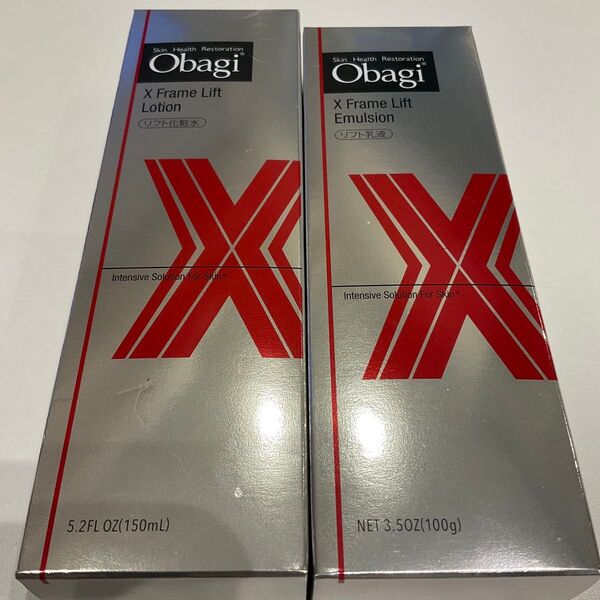 Skin Health Restoration
Obagi®
X Frame Lift
Lotion
リフト化粧水
X
Intensive Solution For Skin*
5.2FL OZ(150mL)
Skin Health Restoration
Obagi®
X Frame Lift
Emulsion
リフト乳液
X
Intensive Solution For Skin*
NET 3.5OZ(100g)